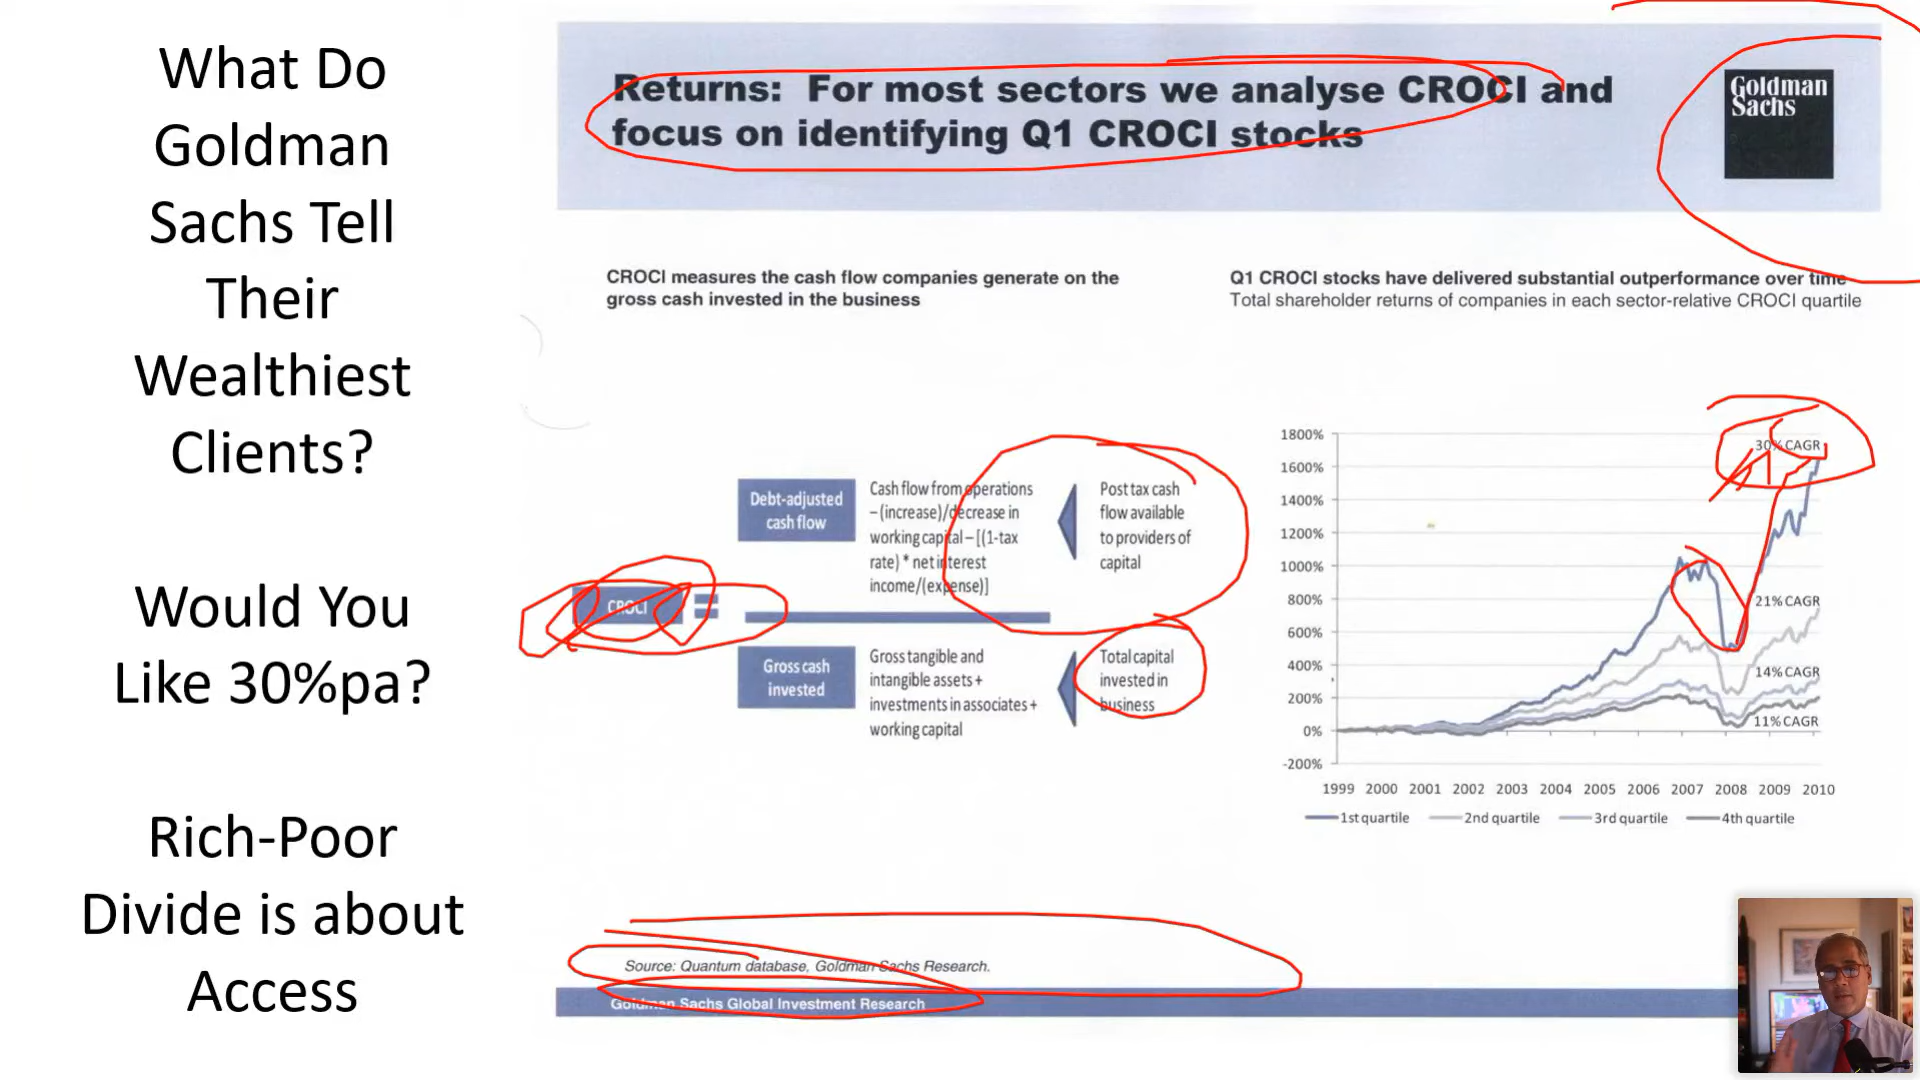 What Do
Goldman
Sachs Tell
Their
Wealthiest
Clients?
Would You
Like 30%pa?
Rich-Poor
Divide is about
Access
Returns: For most sectors we analyse CROCI and
focus on identifying Q1 CROCI stocks
Goldman
Sachs
CROCI measures the cash flow companies generate on the
gross cash invested in the business
Q1 CROCI stocks have delivered substantial outperformance over time
Total shareholder returns of companies in each sector-relative CROCI quartile
CROCI
=
Debt-adjusted
cash flow
Cash flow from operations
– (increase)/decrease in
working capital – [(1-tax
rate) * net interest
income/(expense)]
Post tax cash
flow available
to providers of
capital
Gross cash
invested
Gross tangible and
intangible assets +
investments in associates +
working capital
Total capital
invested in
business
1800%
1600%
1400%
1200%
1000%
800%
600%
400%
200%
0%
-200%
30% CAGR
21% CAGR
14% CAGR
11% CAGR
1999 2000 2001 2002 2003 2004 2005 2006 2007 2008 2009 2010
1st quartile 2nd quartile 3rd quartile 4th quartile
Source: Quantum database, Goldman Sachs Research.
Goldman Sachs Global Investment Research